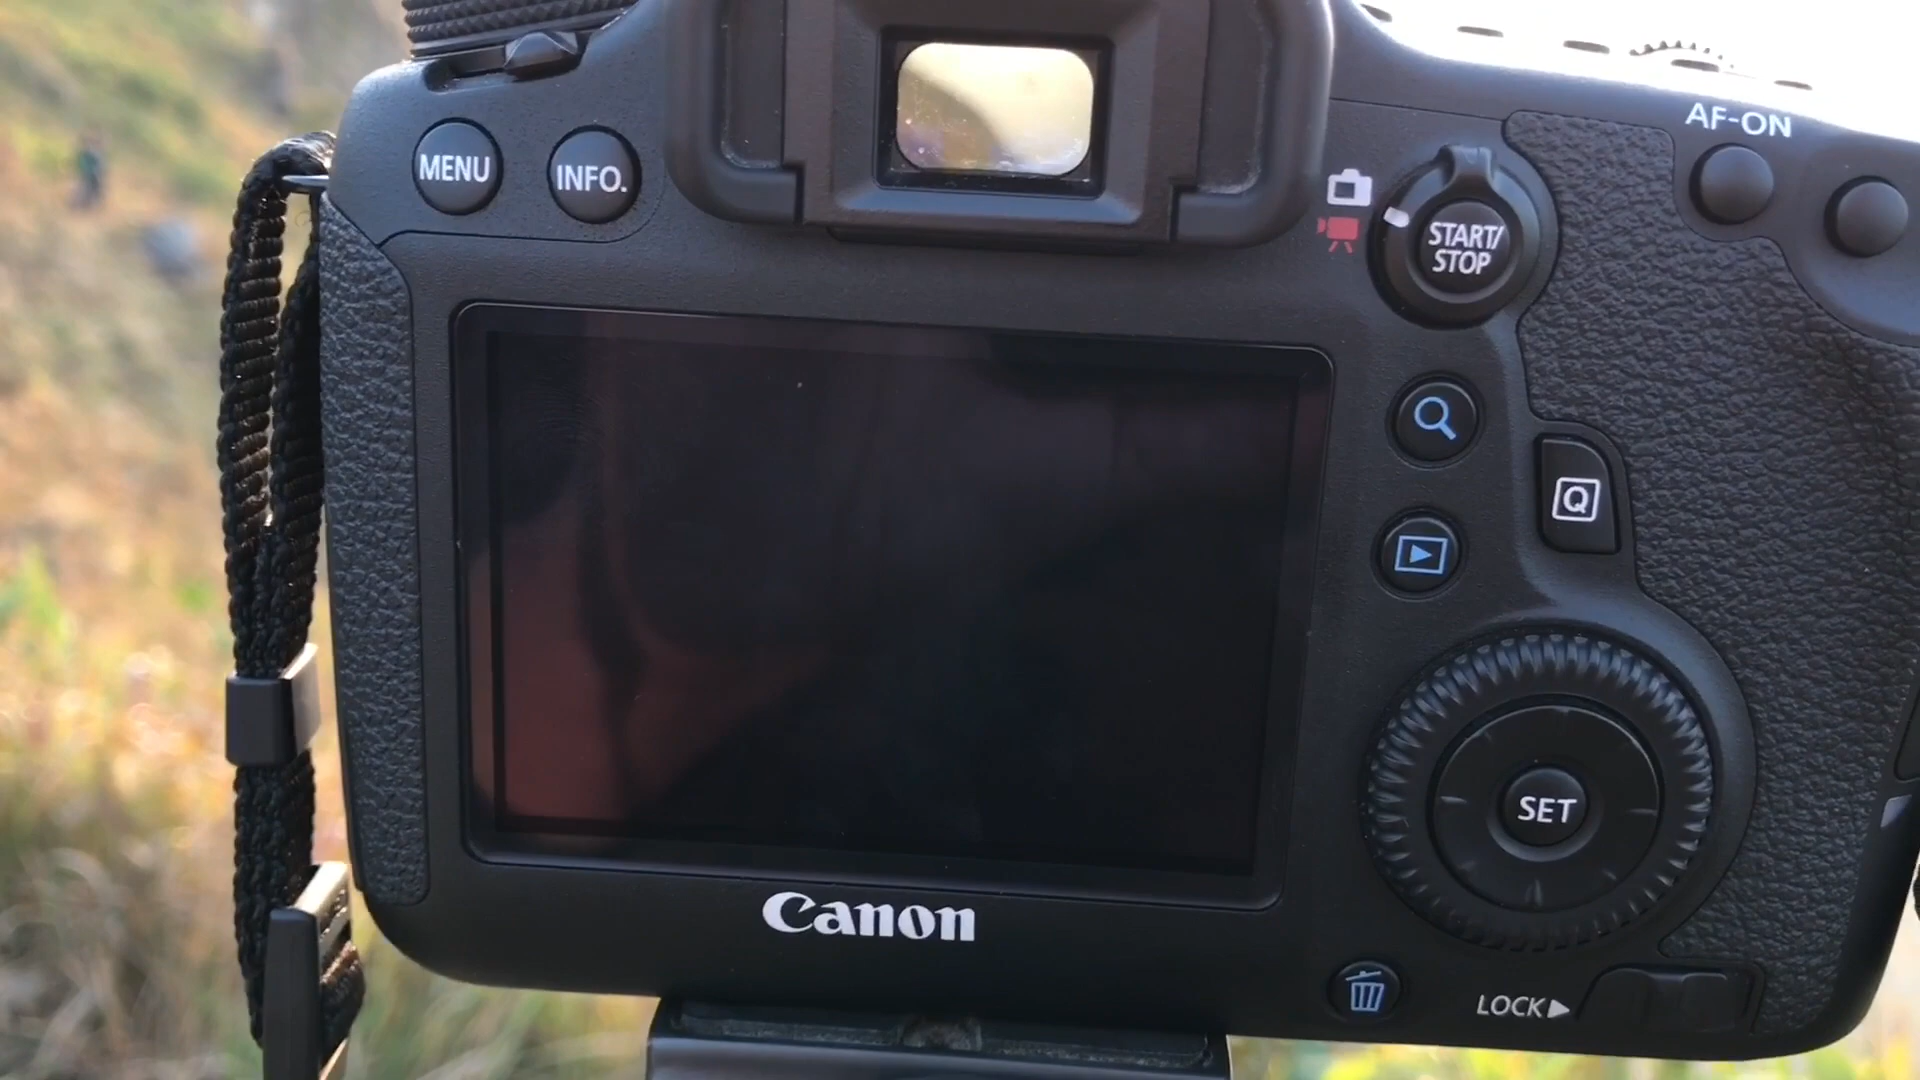 AF-ON
MENU
INFO.
START/
STOP
Q
SET
Canon
LOCK